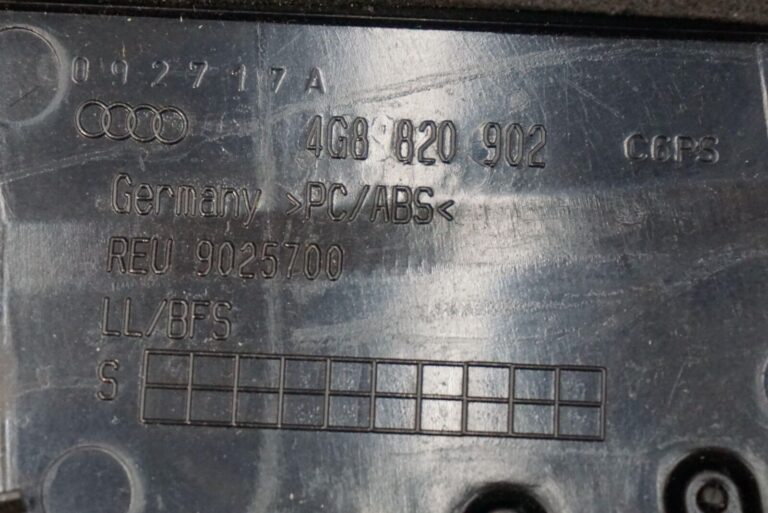 092717A
4G8 820 902 C6PS
Germany >PC/ABS<
REU 9025700
LL/BFS
S